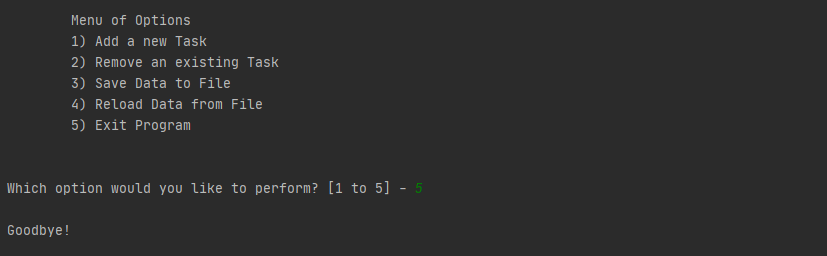 Menu of Options
1) Add a new Task
2) Remove an existing Task
3) Save Data to File
4) Reload Data from File
5) Exit Program
Which option would you like to perform? [1 to 5] - 5
Goodbye!